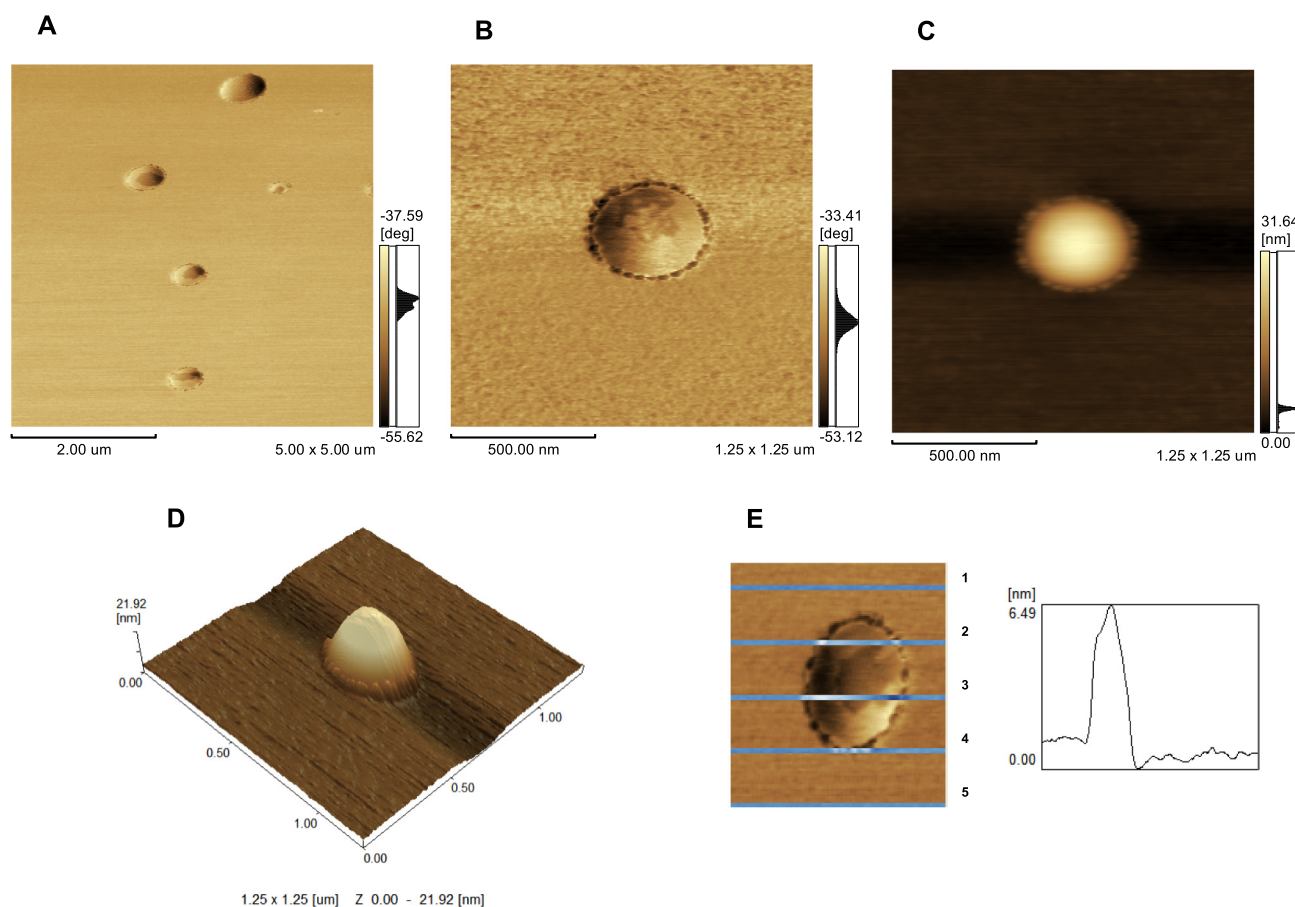 A
B
C
-37.59
[deg]
-55.62
2.00 um
5.00 x 5.00 um
-33.41
[deg]
-53.12
500.00 nm
1.25 x 1.25 um
31.64
[nm]
0.00
500.00 nm
1.25 x 1.25 um
D
21.92
[nm]
0.00
0.50
1.00
0.00
0.50
1.00
1.25 x 1.25 [um] Z 0.00 - 21.92 [nm]
E
1
2
3
4
5
[nm]
6.49
0.00